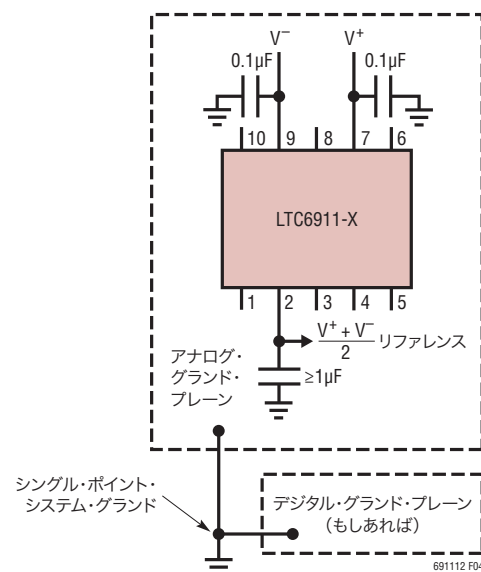 V⁻
V⁺
0.1µF
0.1µF
10
9
8
7
6
LTC6911-X
1
2
3
4
5
V⁺ + V⁻
2
リファレンス
≥1µF
アナログ・
グランド・
プレーン
シングル・ポイント・
システム・グランド
デジタル・グランド・プレーン
(もしあれば)
691112 F04